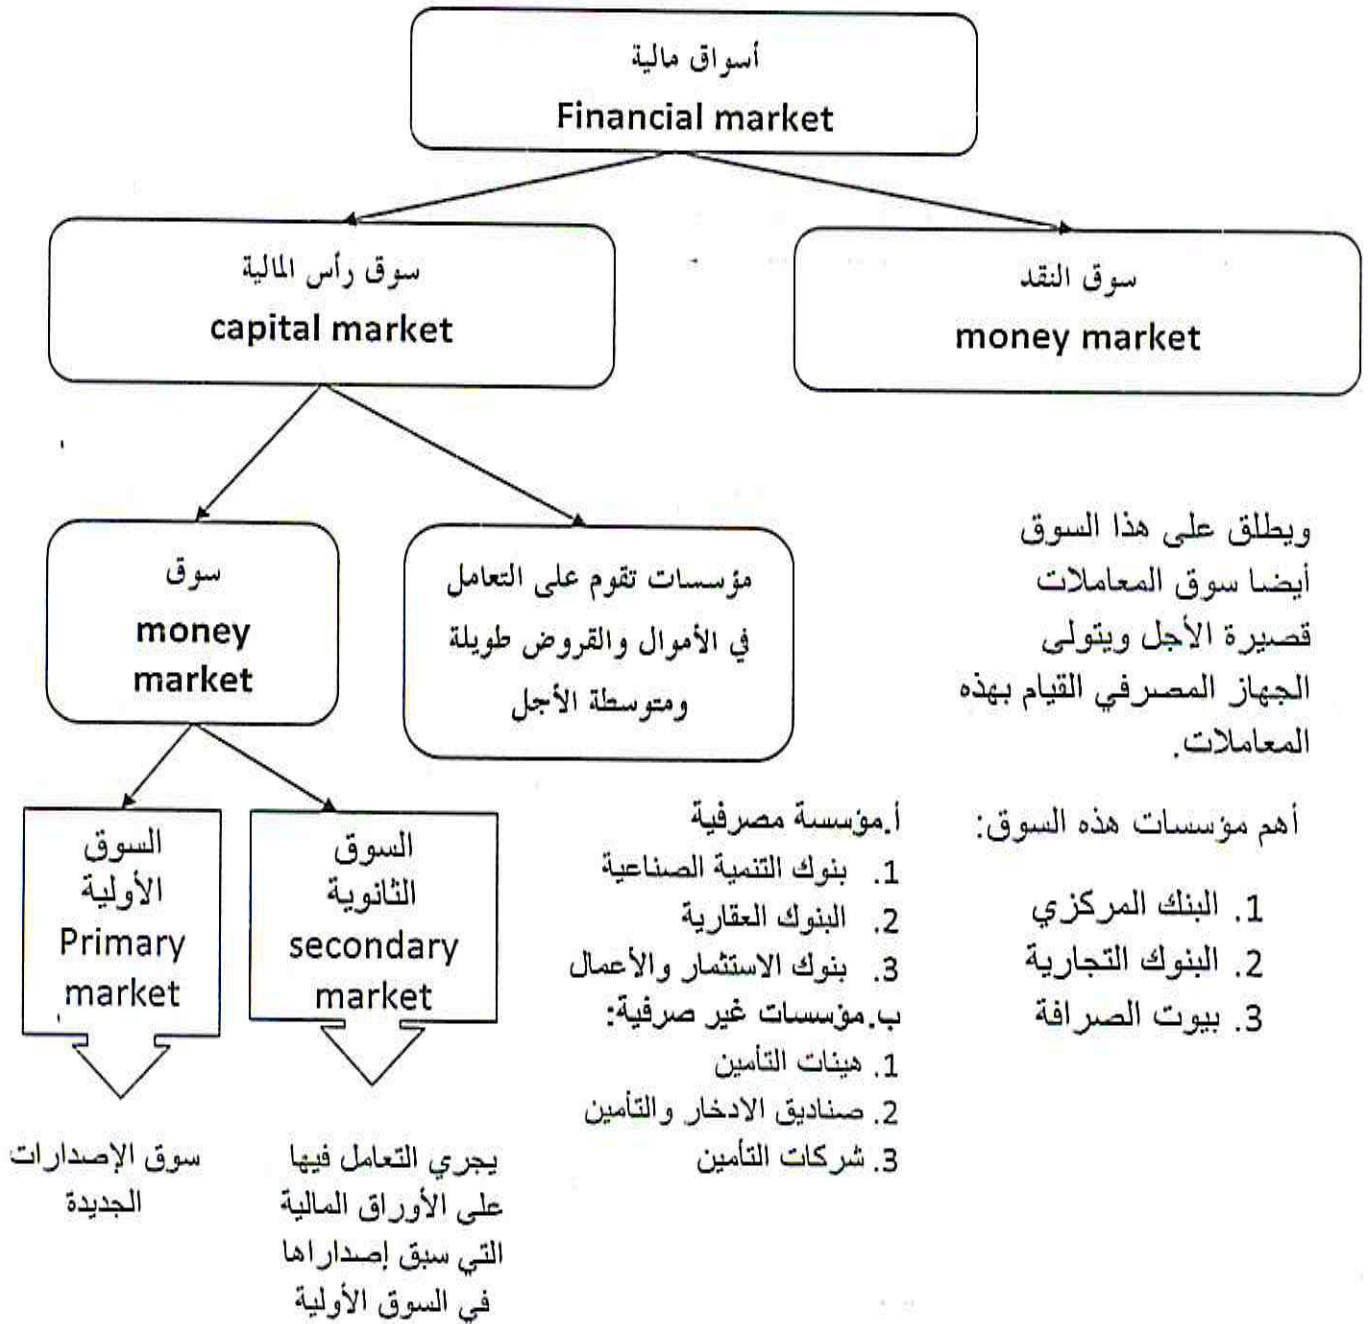 أسواق مالية
Financial market
سوق النقد
money market
سوق رأس المالية
capital market
ويطلق على هذا السوق
أيضا سوق المعاملات
قصيرة الأجل ويتولى
الجهاز المصرفي القيام بهذه
المعاملات.
أهم مؤسسات هذه السوق:
1. البنك المركزي
2. البنوك التجارية
3. بيوت الصرافة
مؤسسات تقوم على التعامل
في الأموال والقروض طويلة
ومتوسطة الأجل
أ.مؤسسة مصرفية
1. بنوك التنمية الصناعية
2. البنوك العقارية
3. بنوك الاستثمار والأعمال
ب.مؤسسات غير صرفية:
1. هيئات التأمين
2. صناديق الادخار والتأمين
3. شركات التأمين
سوق
money
market
السوق
الثانوية
secondary
market
يجري التعامل فيها
على الأوراق المالية
التي سبق إصداراها
في السوق الأولية
السوق
الأولية
Primary
market
سوق الإصدارات
الجديدة